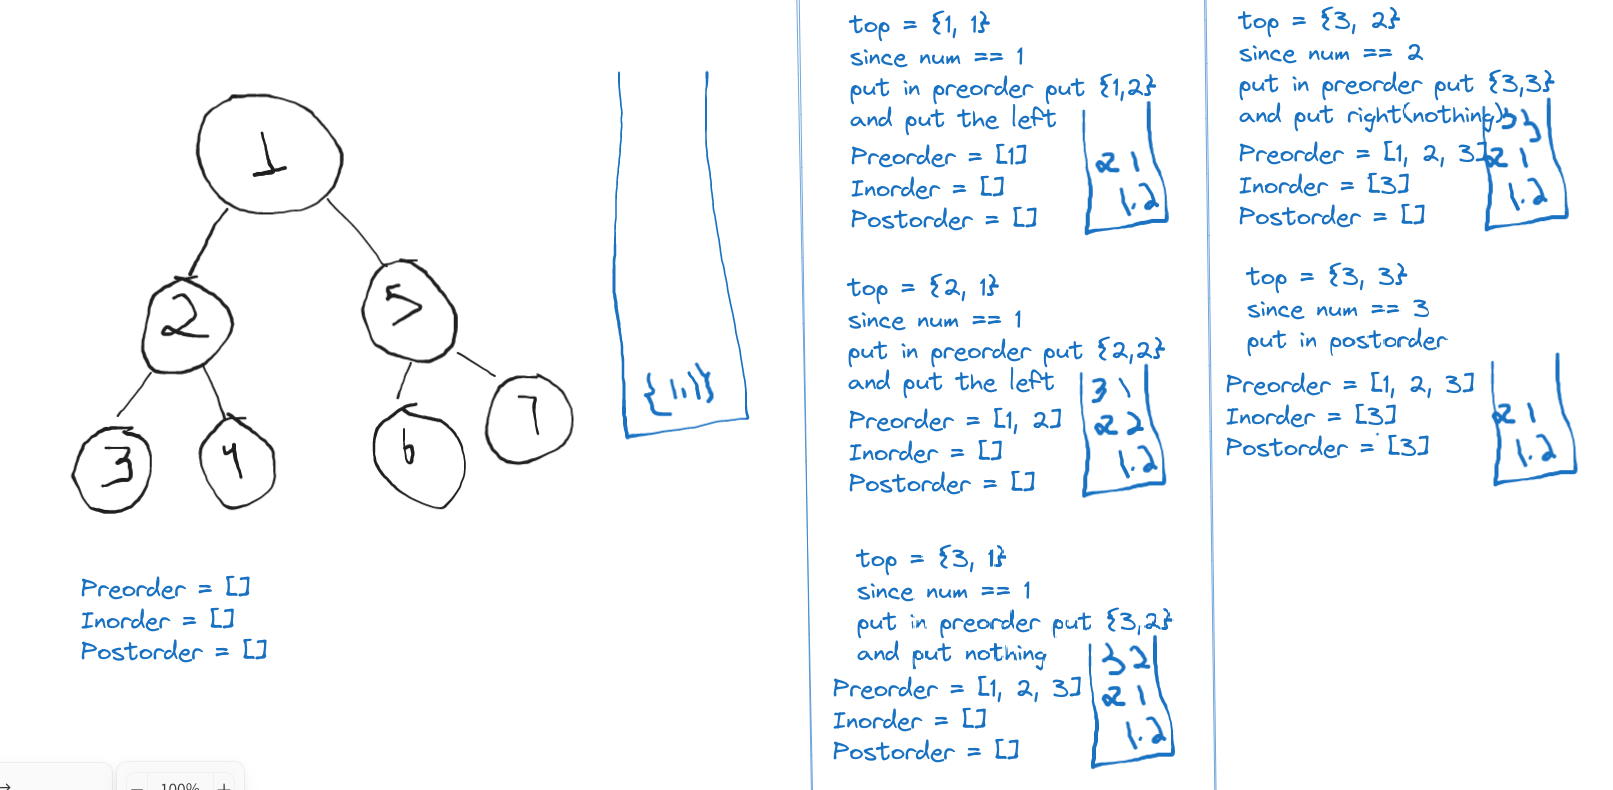 1
2
5
3
4
6
7
{1,1}
Preorder = []
Inorder = []
Postorder = []
→
− 100% +
top = {1, 1}
since num == 1
put in preorder put {1,2}
and put the left
Preorder = [1]
Inorder = []
Postorder = []
2 1
1.2
top = {2, 1}
since num == 1
put in preorder put {2,2}
and put the left
Preorder = [1, 2]
Inorder = []
Postorder = []
3 1
2 2
1.2
top = {3, 1}
since num == 1
put in preorder put {3,2}
and put nothing
Preorder = [1, 2, 3]
Inorder = []
Postorder = []
3 2
2 1
1.2
top = {3, 2}
since num == 2
put in preorder put {3,3}
and put right(nothing)
Preorder = [1, 2, 3]
Inorder = [3]
Postorder = []
3 3
2 1
1.2
top = {3, 3}
since num == 3
put in postorder
Preorder = [1, 2, 3]
Inorder = [3]
Postorder = [3]
2 1
1.2